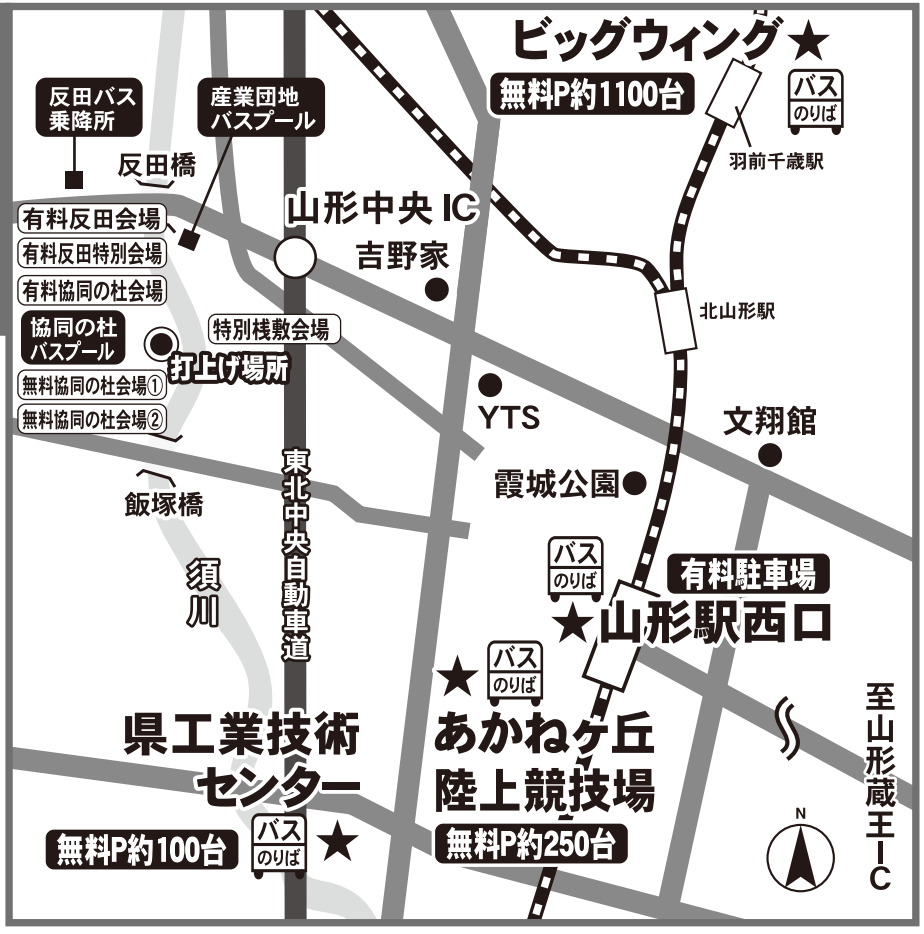 ビッグウィング★
無料P約1100台
バス
のりば
羽前千歳駅
反田バス
乗降所
産業団地
バスプール
反田橋
山形中央IC
吉野家
有料反田会場
有料反田特別会場
有料協同の杜会場
協同の杜
バスプール
特別桟敷会場
打上げ場所
無料協同の杜会場①
無料協同の杜会場②
北山形駅
YTS
文翔館
霞城公園
飯塚橋
須川
東北中央自動車道
バス
のりば
有料駐車場
★山形駅西口
★
バス
のりば
あかねヶ丘
陸上競技場
無料P約250台
県工業技術
センター
無料P約100台
バス
のりば
★
至山形蔵王IC
N